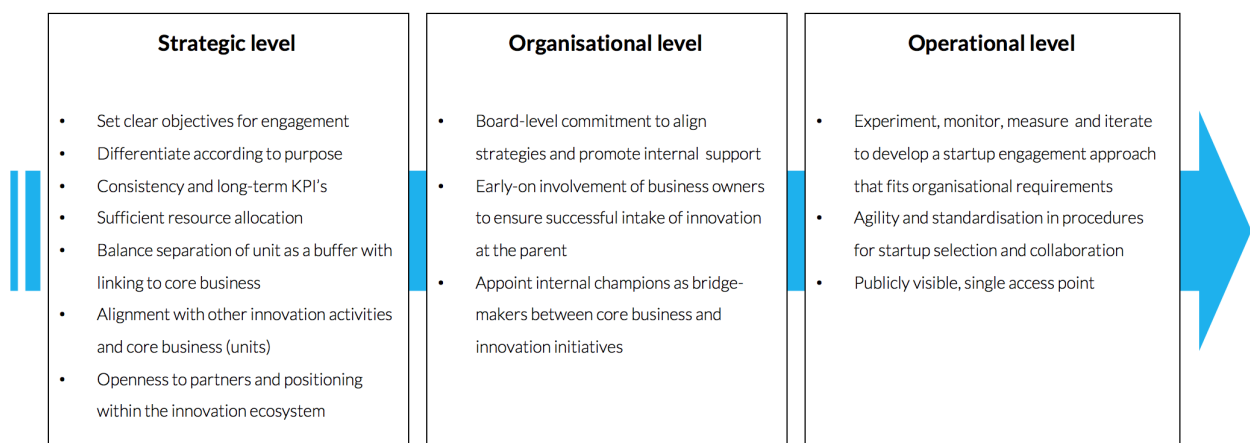 Strategic level
• Set clear objectives for engagement
• Differentiate according to purpose
• Consistency and long-term KPI's
• Sufficient resource allocation
• Balance separation of unit as a buffer with
linking to core business
• Alignment with other innovation activities
and core business (units)
• Openness to partners and positioning
within the innovation ecosystem
Organisational level
• Board-level commitment to align
strategies and promote internal support
• Early-on involvement of business owners
to ensure successful intake of innovation
at the parent
• Appoint internal champions as bridge-
makers between core business and
innovation initiatives
Operational level
• Experiment, monitor, measure and iterate
to develop a startup engagement approach
that fits organisational requirements
• Agility and standardisation in procedures
for startup selection and collaboration
• Publicly visible, single access point